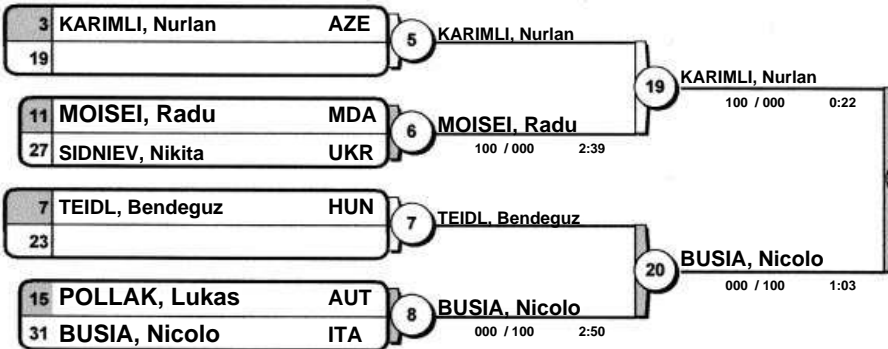 3 KARIMLI, Nurlan AZE
19
5 KARIMLI, Nurlan
11 MOISEI, Radu MDA
27 SIDNIEV, Nikita UKR
6 MOISEI, Radu
100 / 000 2:39
19 KARIMLI, Nurlan
100 / 000 0:22
7 TEIDL, Bendeguz HUN
23
7 TEIDL, Bendeguz
15 POLLAK, Lukas AUT
31 BUSIA, Nicolo ITA
8 BUSIA, Nicolo
000 / 100 2:50
20 BUSIA, Nicolo
000 / 100 1:03